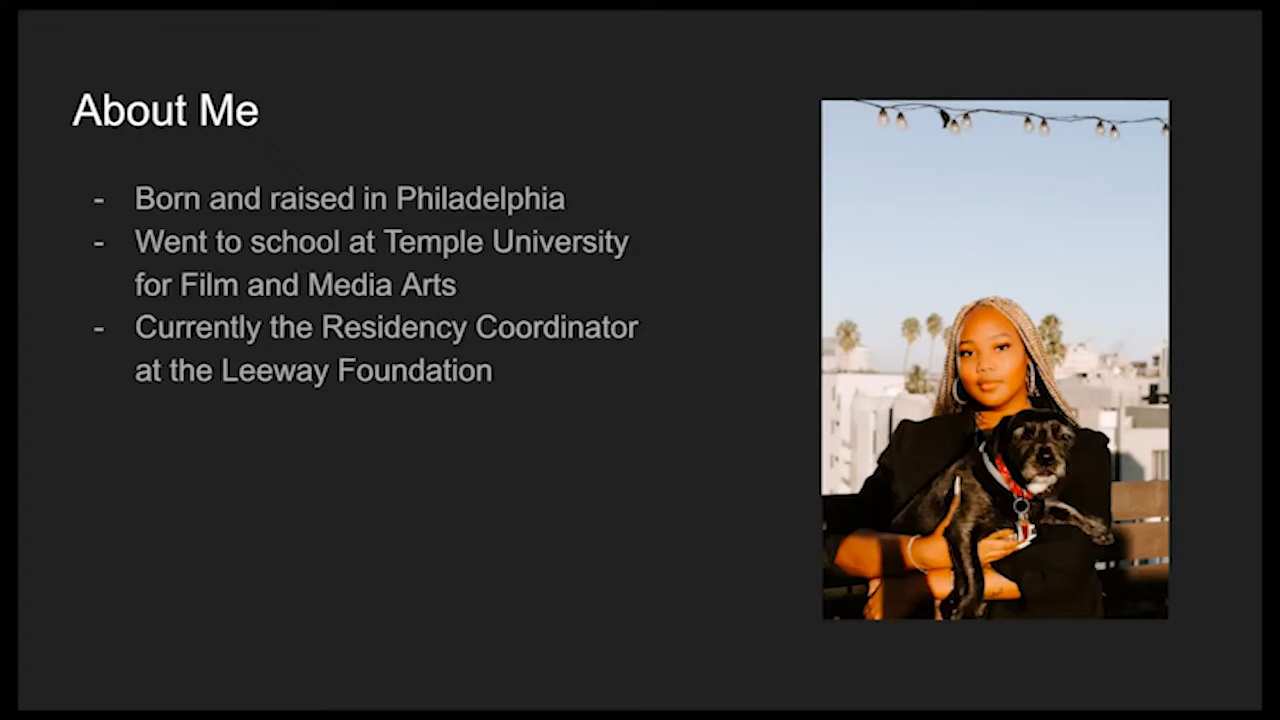 About Me
- Born and raised in Philadelphia
- Went to school at Temple University
for Film and Media Arts
- Currently the Residency Coordinator
at the Leeway Foundation